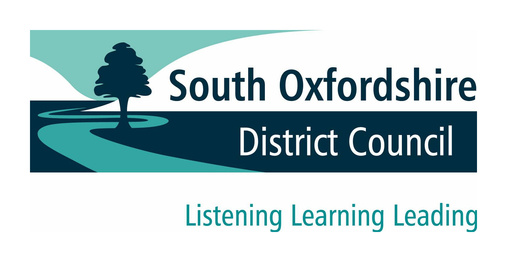 South Oxfordshire
District Council
Listening Learning Leading